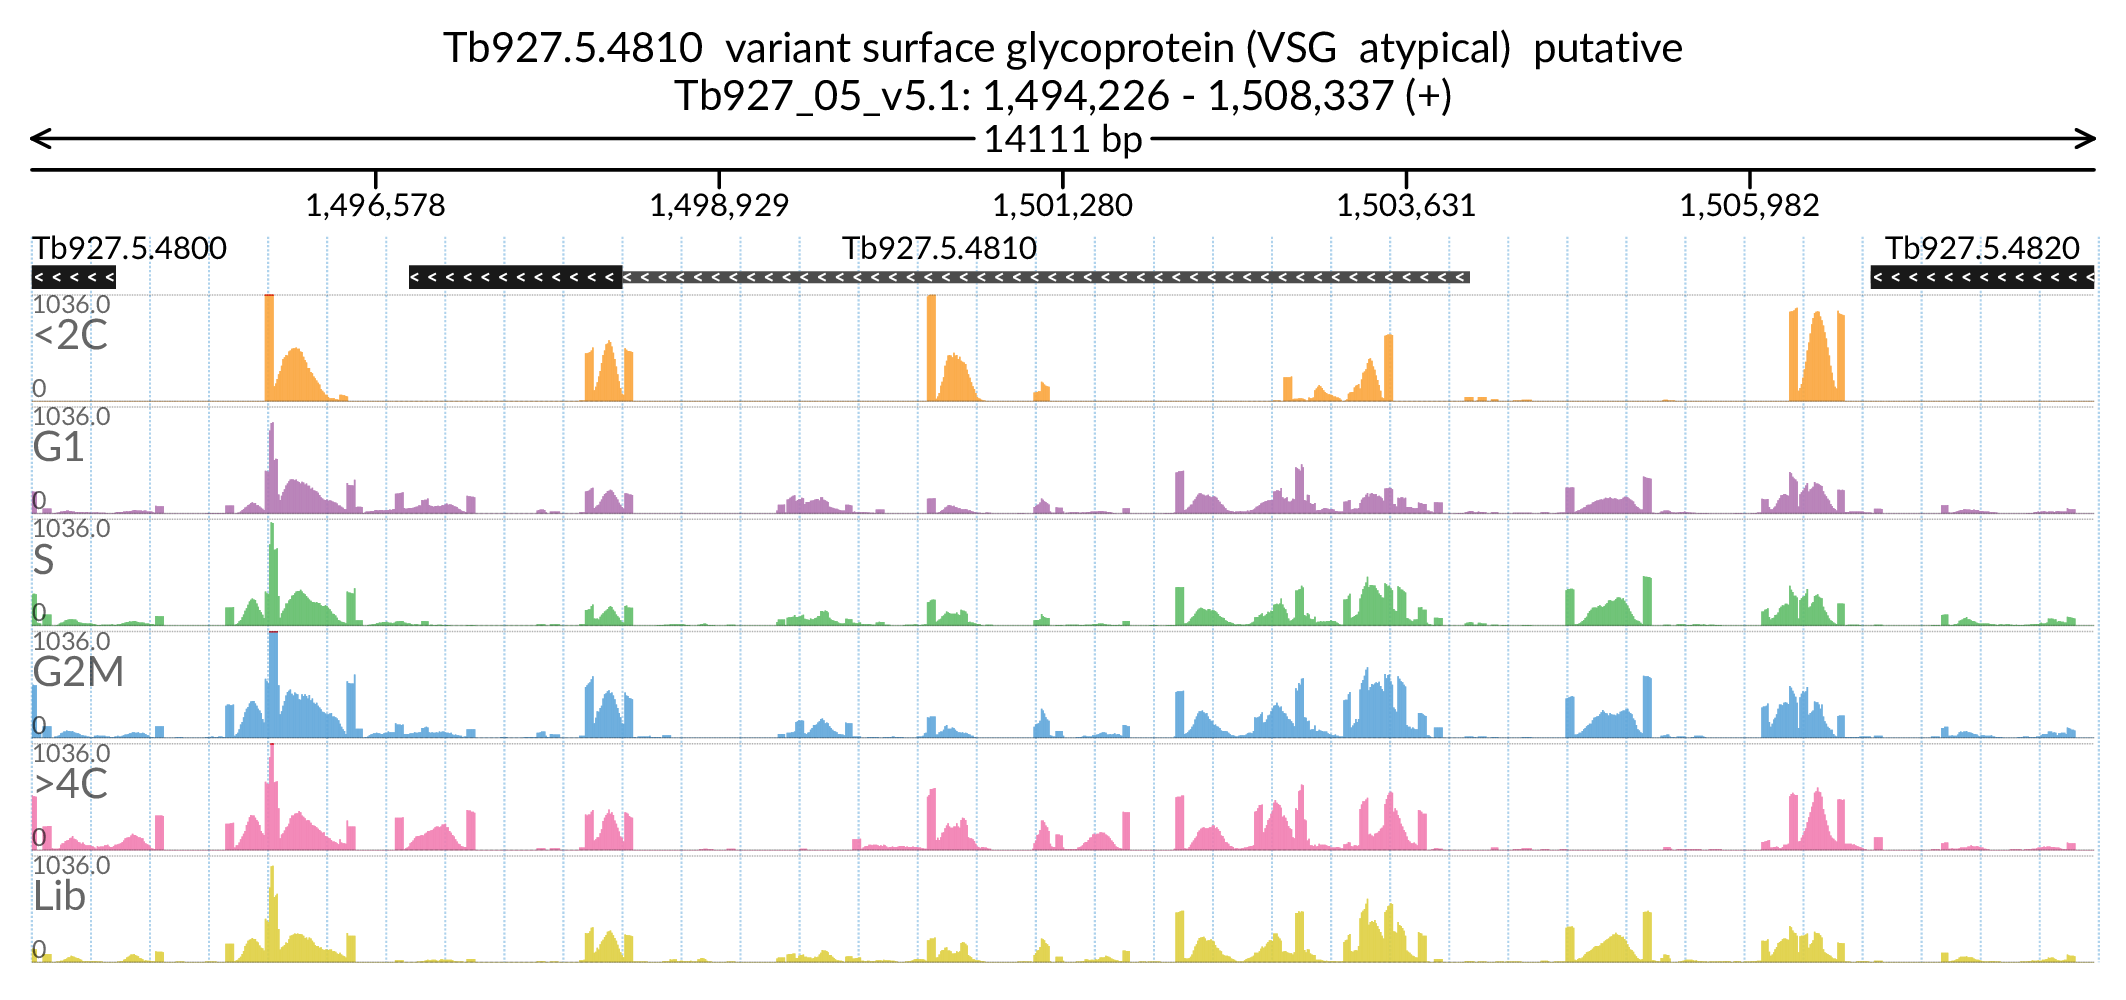 Tb927.5.4810  variant surface glycoprotein (VSG  atypical)  putative
Tb927_05_v5.1: 1,494,226 - 1,508,337 (+)
14111 bp
1,496,578 1,498,929 1,501,280 1,503,631 1,505,982
Tb927.5.4800 Tb927.5.4810 Tb927.5.4820
1036.0
<2C
0
1036.0
G1
0
1036.0
S
0
1036.0
G2M
0
1036.0
>4C
0
1036.0
Lib
0